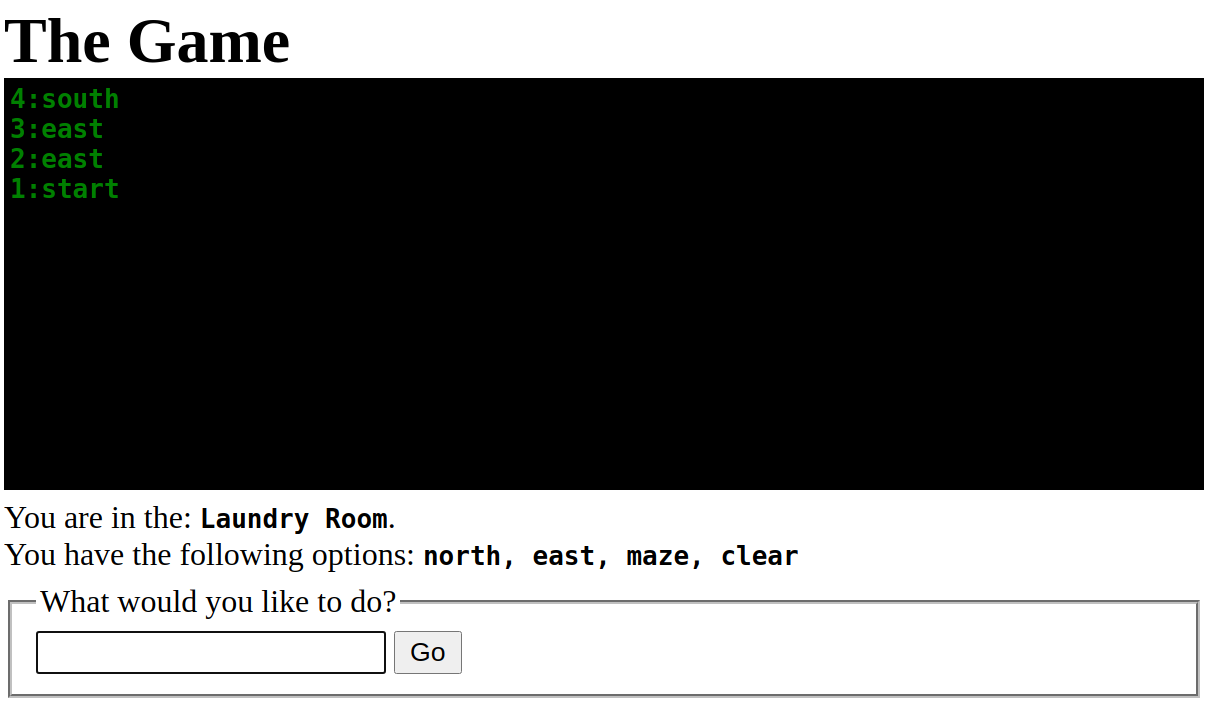 The Game
4:south
3:east
2:east
1:start
You are in the: Laundry Room.
You have the following options: north, east, maze, clear
What would you like to do?
Go